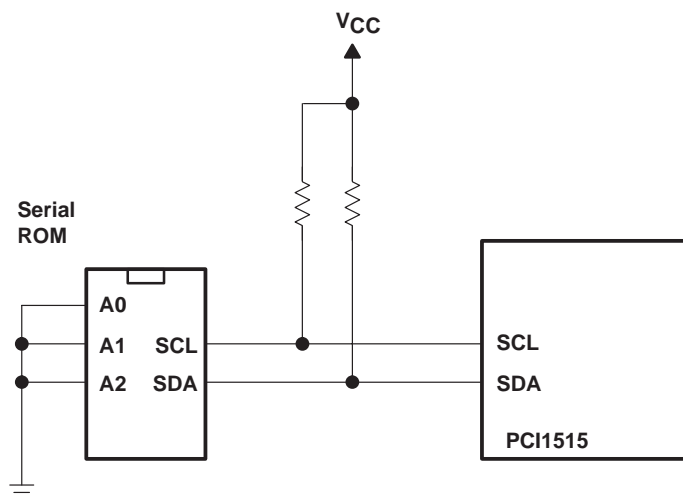 VCC
Serial
ROM
A0
A1 SCL
A2 SDA
SCL
SDA
PCI1515